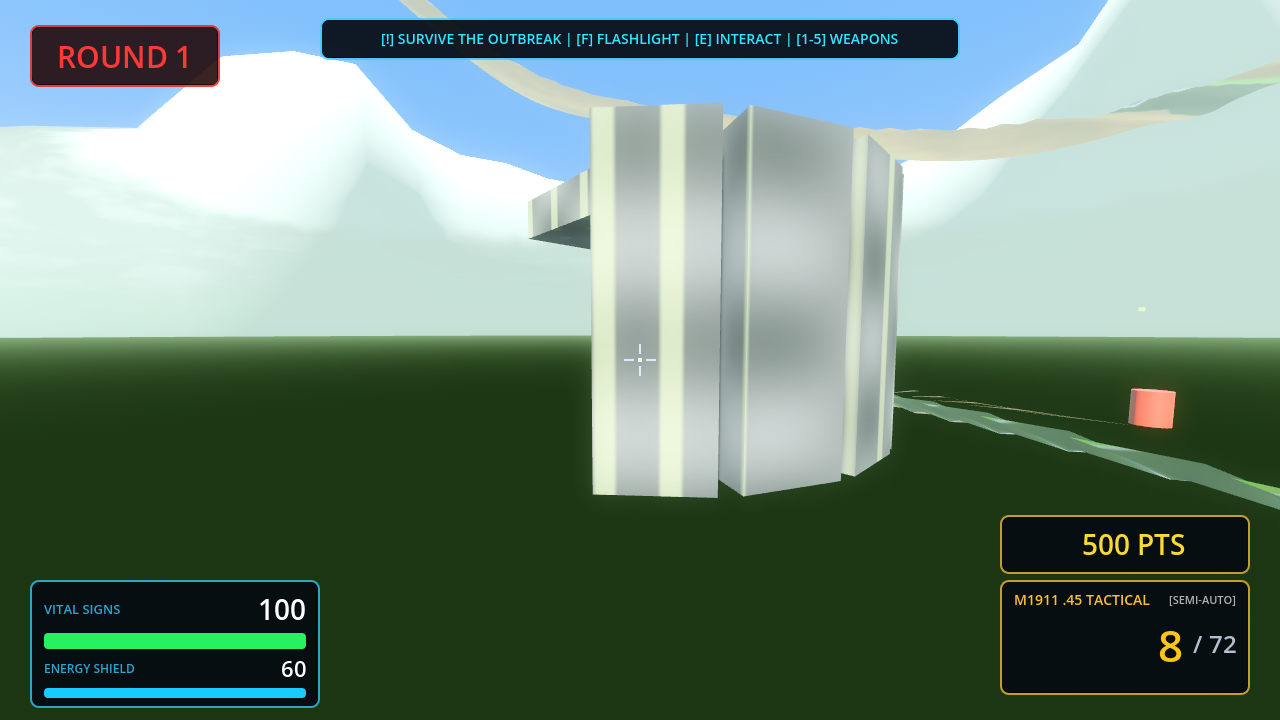 ROUND 1
[!] SURVIVE THE OUTBREAK | [F] FLASHLIGHT | [E] INTERACT | [1-5] WEAPONS
500 PTS
VITAL SIGNS 100
ENERGY SHIELD 60
M1911 .45 TACTICAL [SEMI-AUTO]
8 / 72